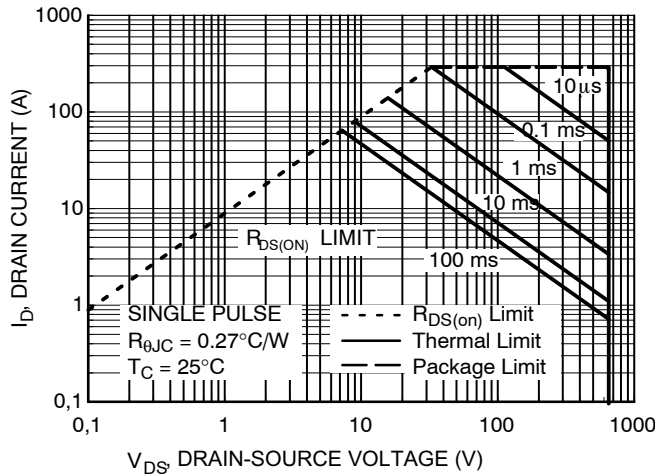 1000
100
10
1
0,1
I_D, DRAIN CURRENT (A)
10 µs
0.1 ms
1 ms
10 ms
100 ms
R_DS(ON) LIMIT
SINGLE PULSE
R_θJC = 0.27°C/W
T_C = 25°C
R_DS(on) Limit
Thermal Limit
Package Limit
0,1
1
10
100
1000
V_DS, DRAIN-SOURCE VOLTAGE (V)